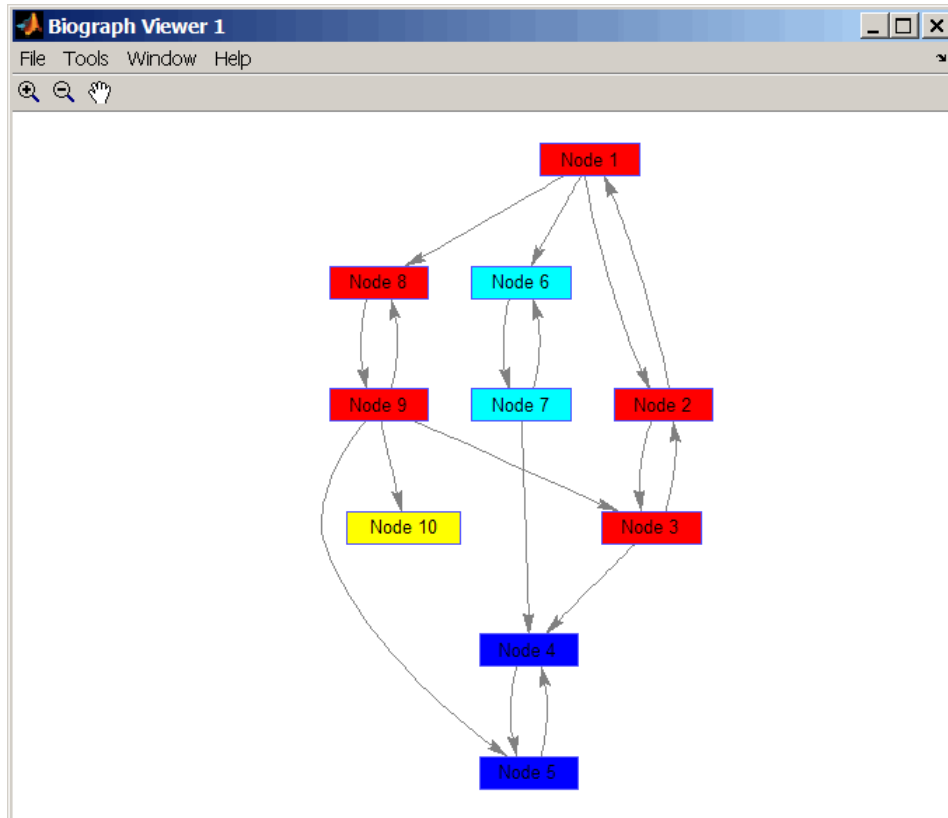 Biograph Viewer 1
File Tools Window Help
Node 1
Node 8 Node 6
Node 9 Node 7 Node 2
Node 10 Node 3
Node 4
Node 5